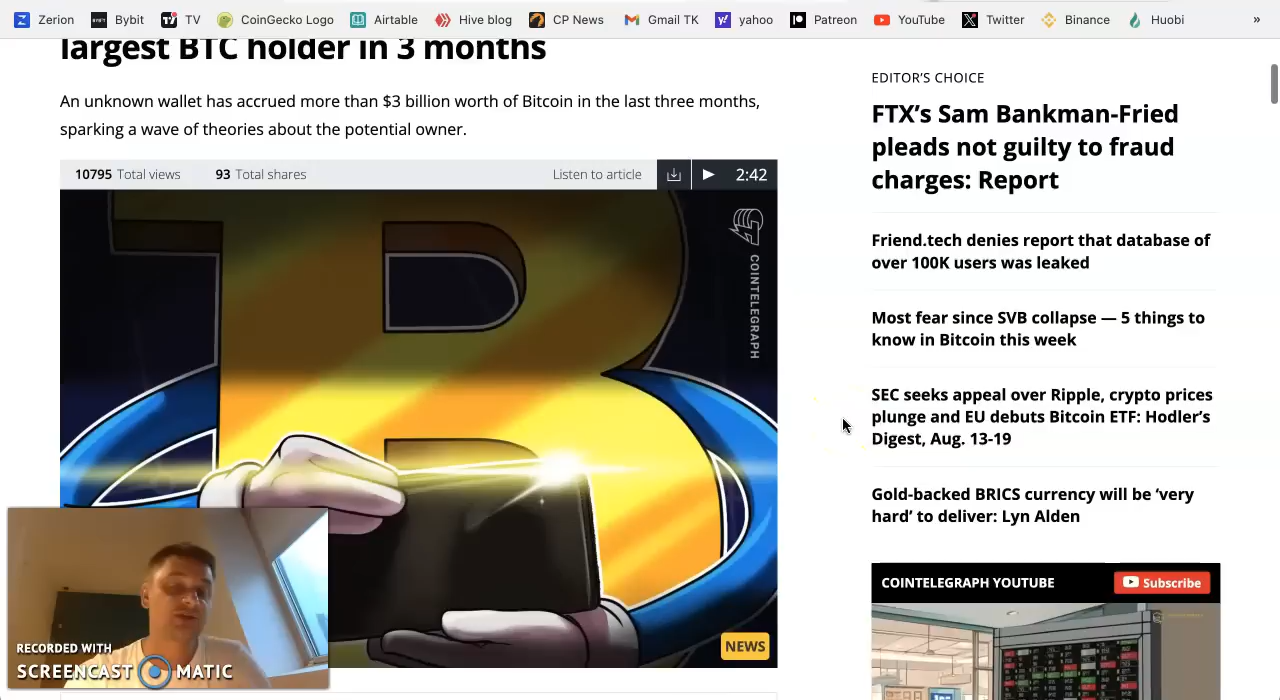 Zerion Bybit TV CoinGecko Logo Airtable Hive blog CP News Gmail TK yahoo Patreon YouTube Twitter Binance Huobi »
largest BTC holder in 3 months
An unknown wallet has accrued more than $3 billion worth of Bitcoin in the last three months,
sparking a wave of theories about the potential owner.
10795 Total views 93 Total shares Listen to article 2:42
COINTELEGRAPH
NEWS
EDITOR'S CHOICE
FTX's Sam Bankman-Fried
pleads not guilty to fraud
charges: Report
Friend.tech denies report that database of
over 100K users was leaked
Most fear since SVB collapse — 5 things to
know in Bitcoin this week
SEC seeks appeal over Ripple, crypto prices
plunge and EU debuts Bitcoin ETF: Hodler's
Digest, Aug. 13-19
Gold-backed BRICS currency will be 'very
hard' to deliver: Lyn Alden
COINTELEGRAPH YOUTUBE Subscribe
RECORDED WITH
SCREENCAST MATIC